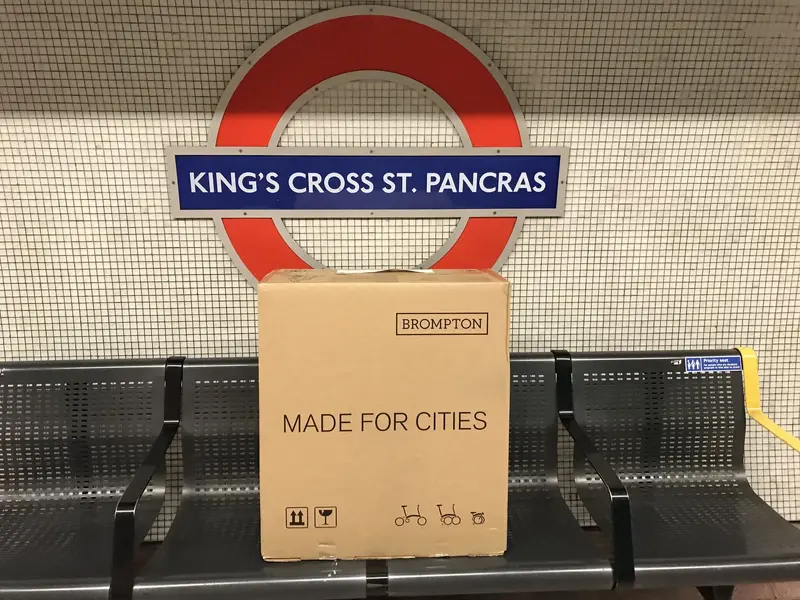 KING'S CROSS ST. PANCRAS
BROMPTON
Priority seat
MADE FOR CITIES